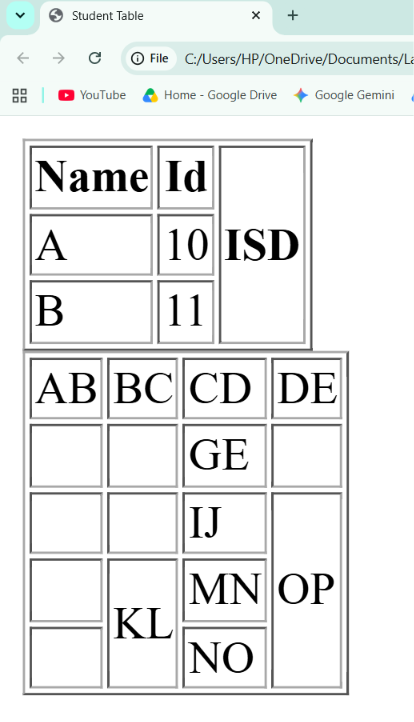 Student Table
File
C:/Users/HP/OneDrive/Documents/La
YouTube
Home - Google Drive
Google Gemini
Name Id ISD
A 10
B 11
AB BC CD DE
GE
IJ
OP
MN
KL
NO